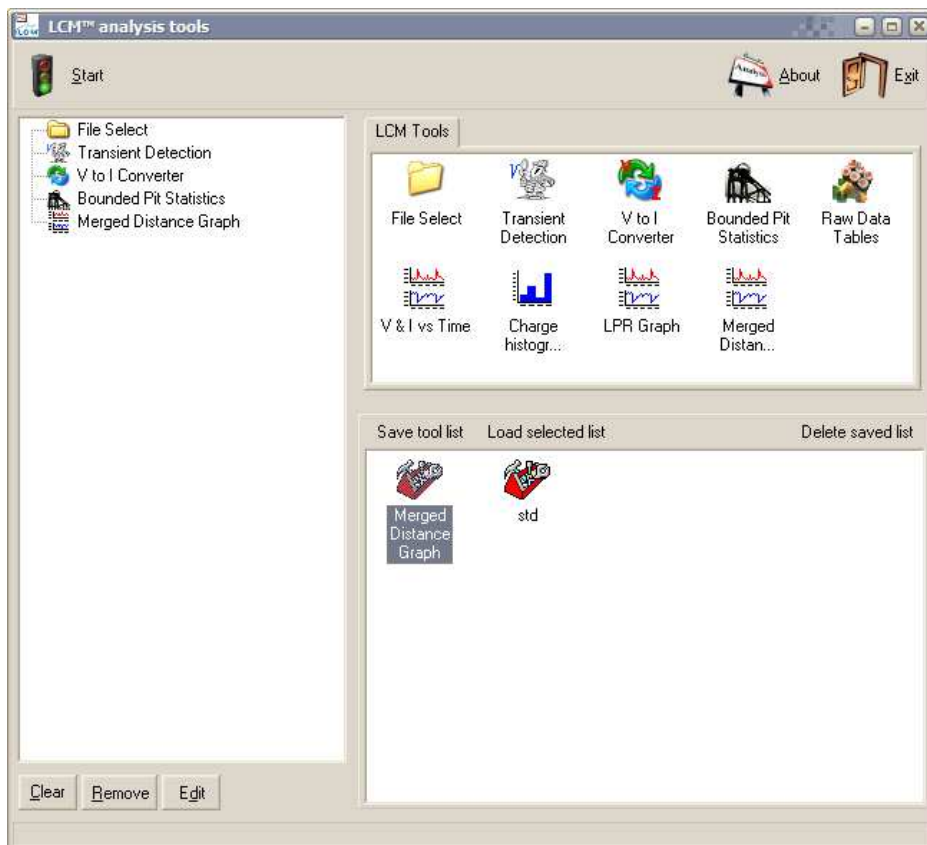 LCM™ analysis tools
Start
About
Exit
File Select
Transient Detection
V to I Converter
Bounded Pit Statistics
Merged Distance Graph
LCM Tools
File Select
Transient
Detection
V to I
Converter
Bounded Pit
Statistics
Raw Data
Tables
V & I vs Time
Charge
histogr...
LPR Graph
Merged
Distan...
Save tool list
Load selected list
Delete saved list
Merged
Distance
Graph
std
Clear
Remove
Edit